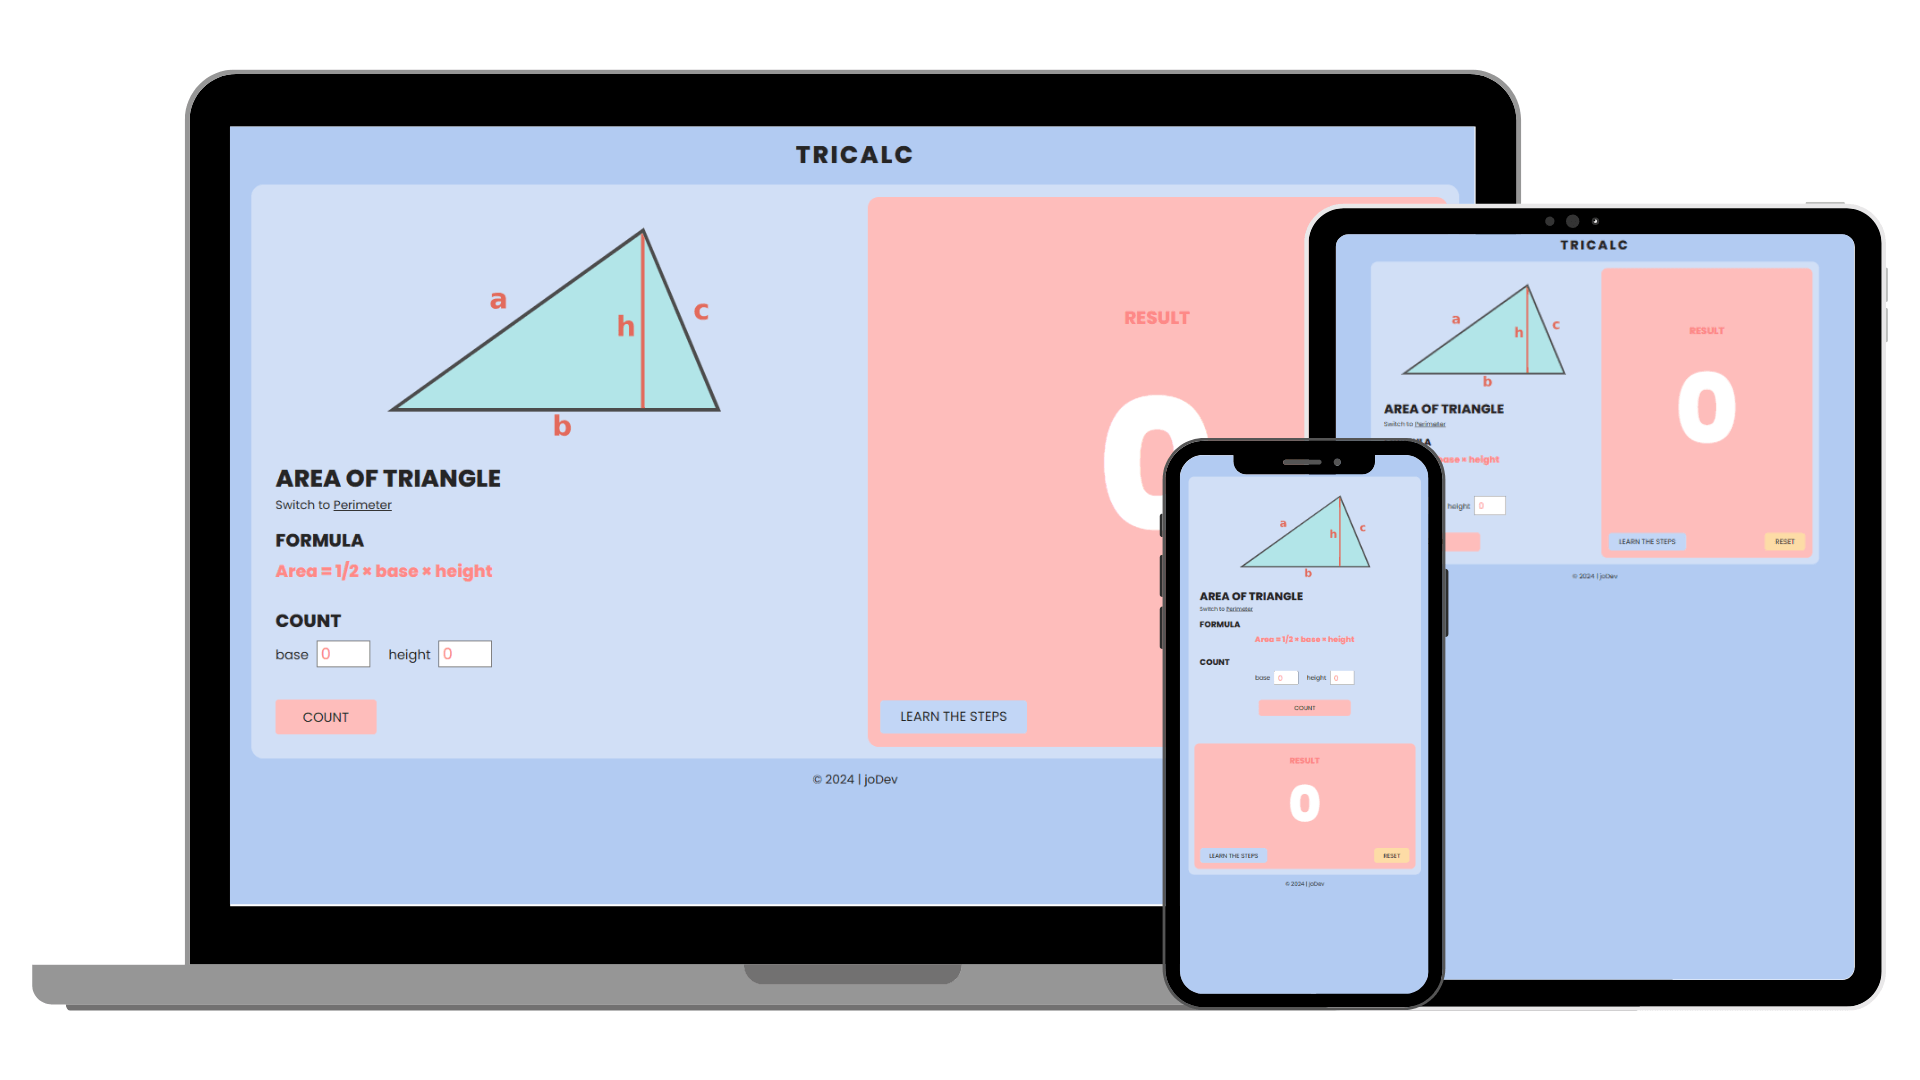 TRICALC
a
h
c
b
AREA OF TRIANGLE
Switch to Perimeter
FORMULA
Area = 1/2 × base × height
COUNT
base 0 height 0
COUNT
RESULT
0
LEARN THE STEPS
© 2024 | joDev
TRICALC
a
h
c
b
AREA OF TRIANGLE
Switch to Perimeter
base × height
height 0
RESULT
0
LEARN THE STEPS
RESET
© 2024 | joDev
a
h
c
b
AREA OF TRIANGLE
Switch to Perimeter
FORMULA
Area = 1/2 × base × height
COUNT
base 0 height 0
COUNT
RESULT
0
LEARN THE STEPS
RESET
© 2024 | joDev